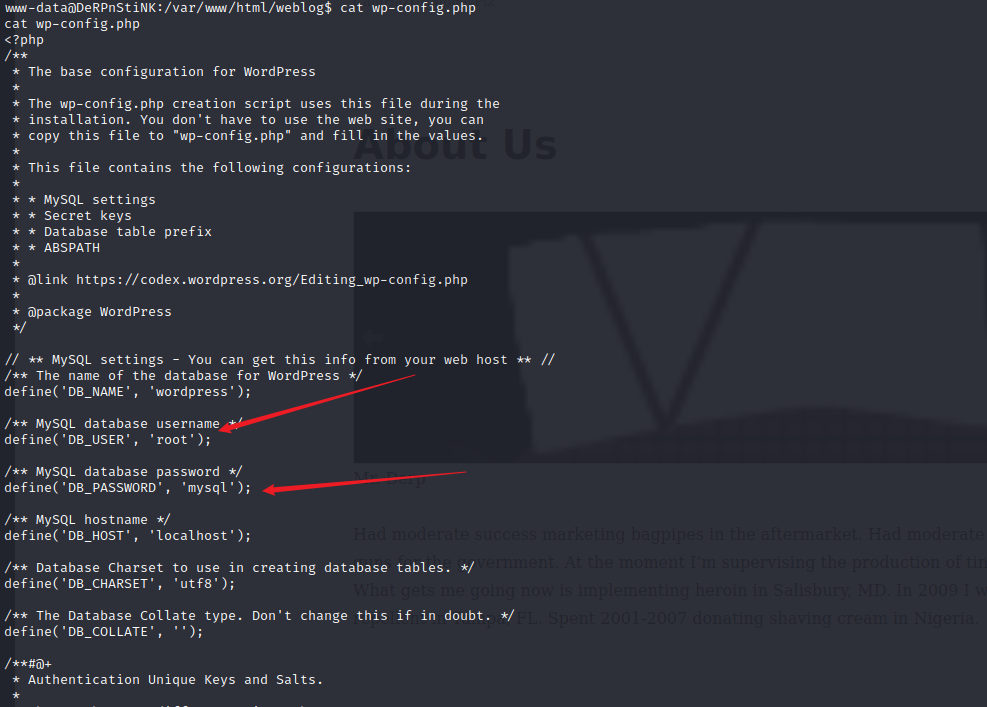 www-data@DeRPnStiNK:/var/www/html/weblog$ cat wp-config.php
cat wp-config.php
<?php
/**
 * The base configuration for WordPress
 *
 * The wp-config.php creation script uses this file during the
 * installation. You don't have to use the web site, you can
 * copy this file to "wp-config.php" and fill in the values.
 *
About Us
 * This file contains the following configurations:
 *
 * * MySQL settings
 * * Secret keys
 * * Database table prefix
 * * ABSPATH
 *
 * @link https://codex.wordpress.org/Editing_wp-config.php
 *
 * @package WordPress
 */
// ** MySQL settings - You can get this info from your web host ** //
/** The name of the database for WordPress */
define('DB_NAME', 'wordpress');
/** MySQL database username */
define('DB_USER', 'root');
/** MySQL database password */
Mr. Derp
define('DB_PASSWORD', 'mysql');
/** MySQL hostname */
define('DB_HOST', 'localhost');
Had moderate success marketing bagpipes in the aftermarket. Had moderate
/** Database Charset to use in creating database tables. */
for the government. At the moment I'm supervising the production of
define('DB_CHARSET', 'utf8');
What gets me going now is implementing heroin in Salisbury, MD. In 2009 I
/** The Database Collate type. Don't change this if in doubt. */
FL. Spent 2001-2007 donating shaving cream in Nigeria.
define('DB_COLLATE', '');
/**#@+
 * Authentication Unique Keys and Salts.
 *